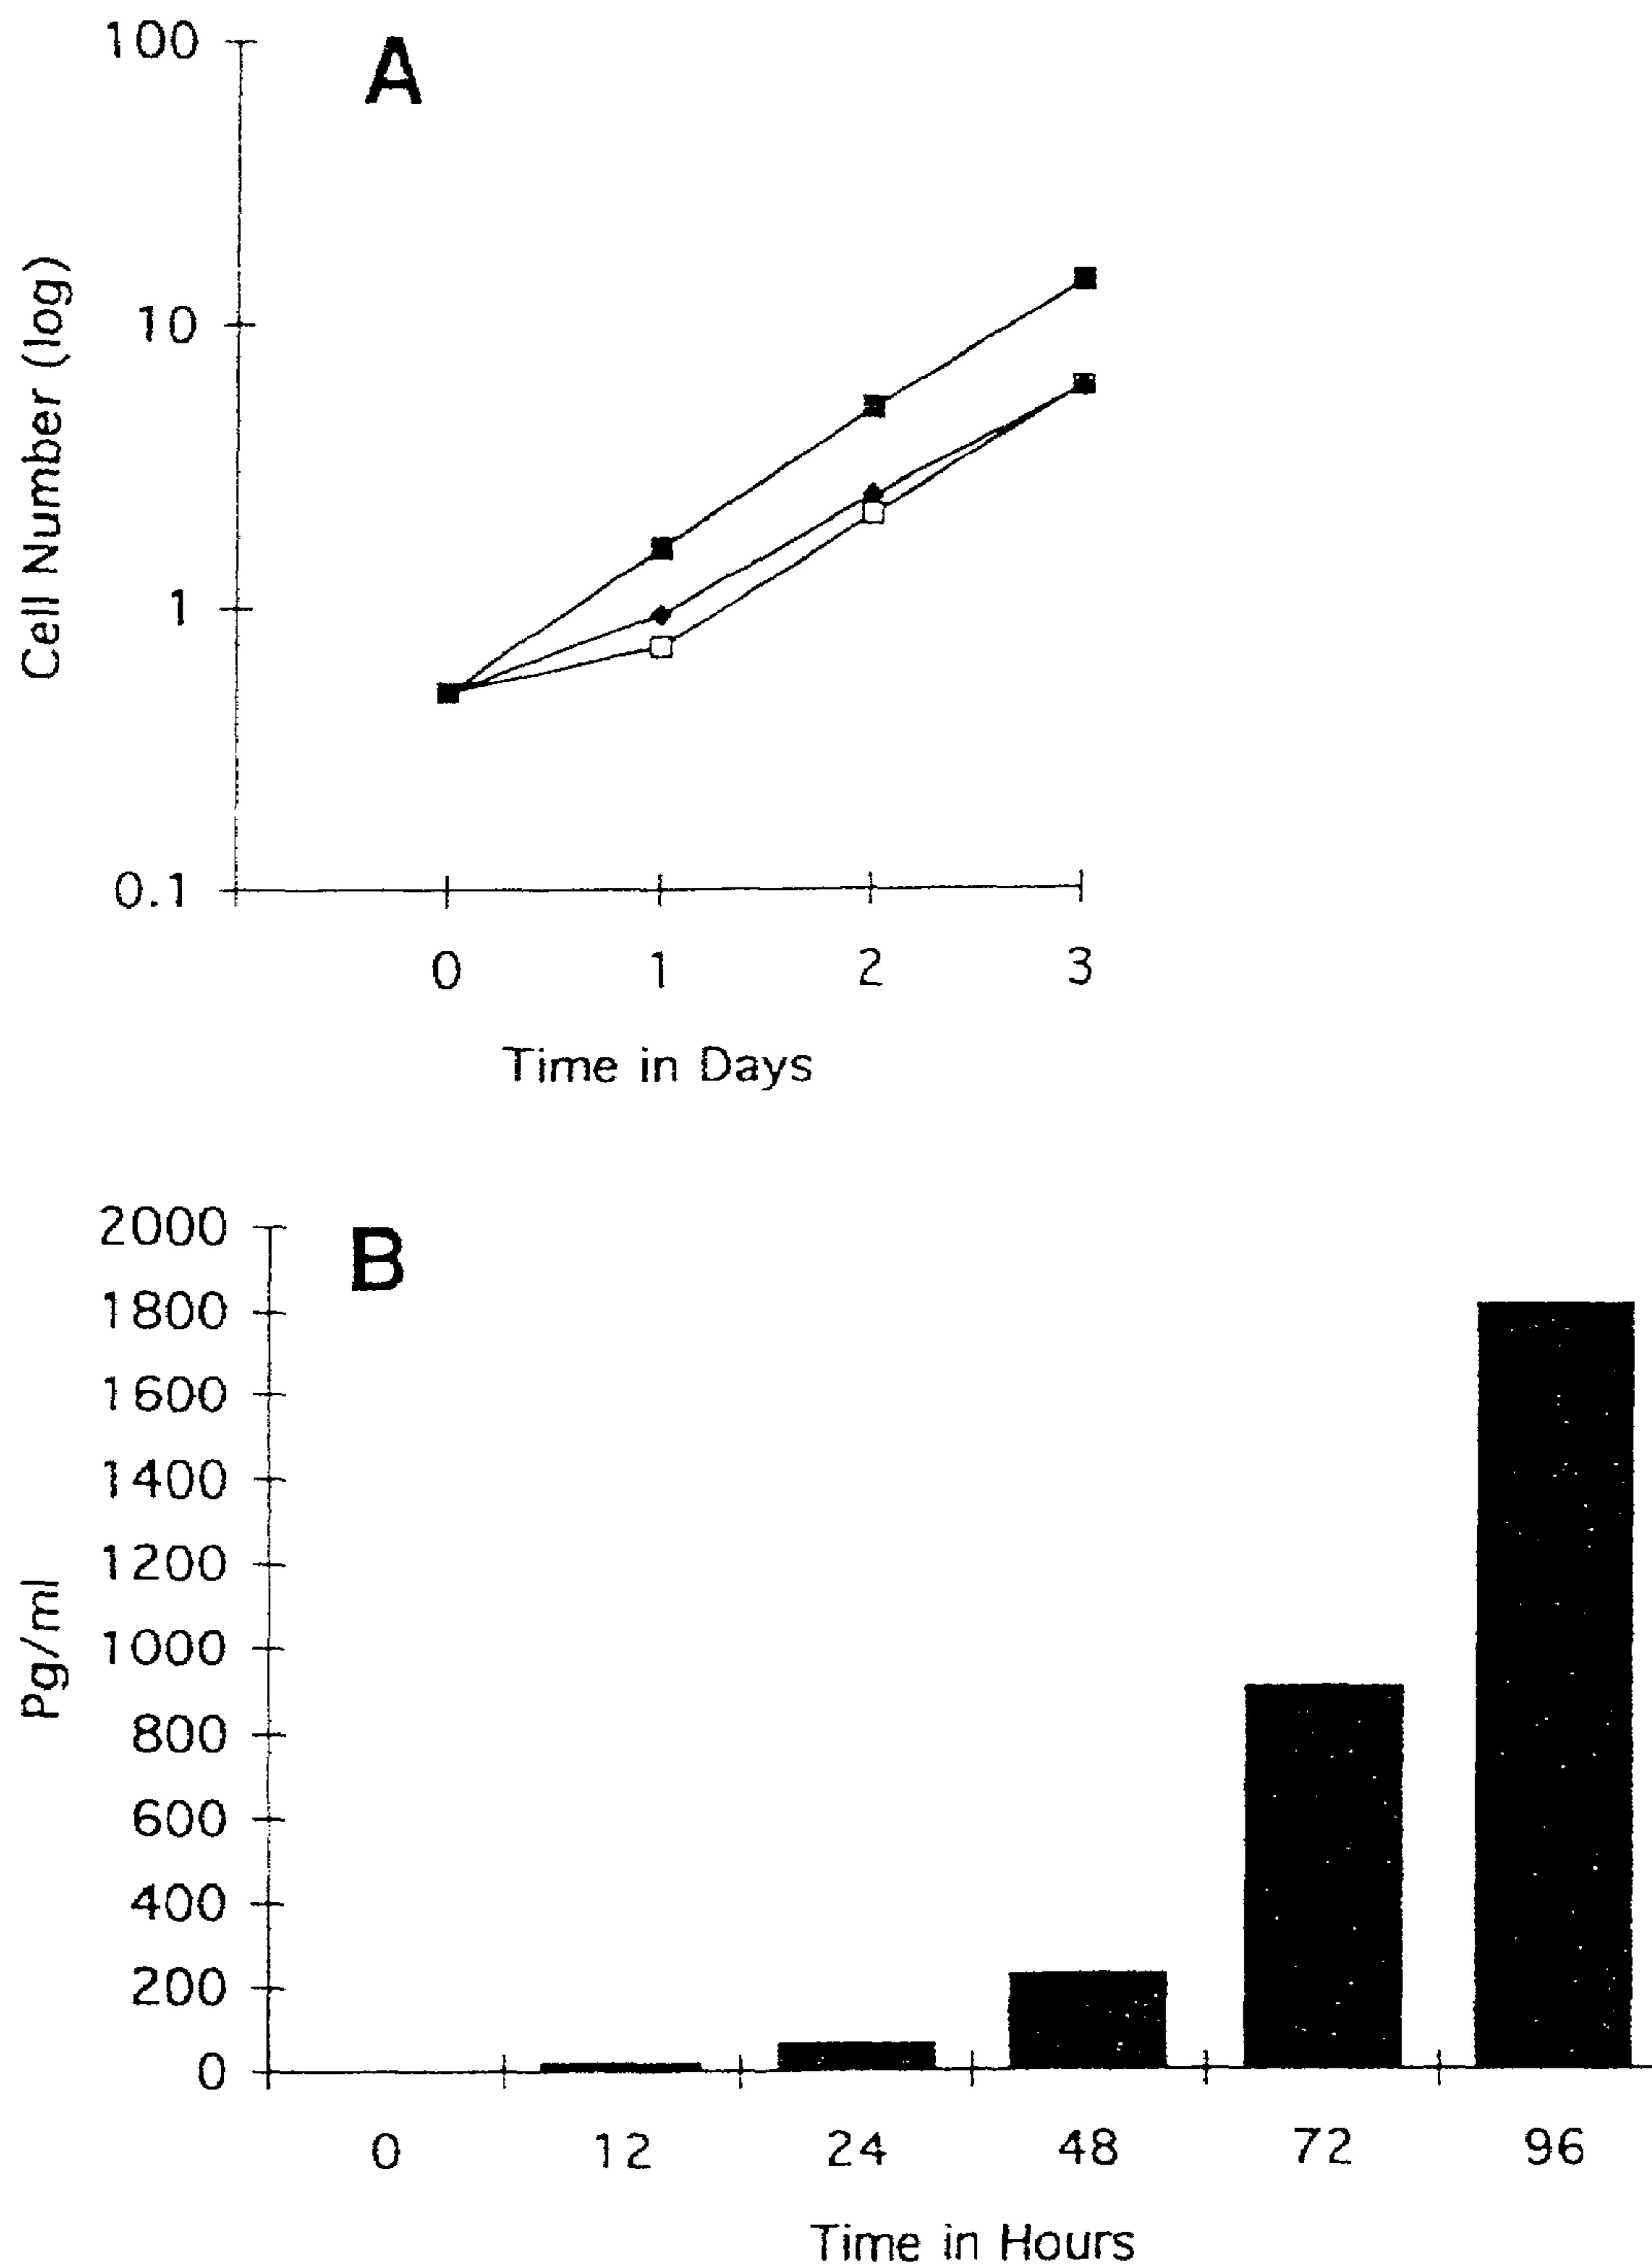 A
100
10
1
0.1
Cell Number (log)
0 1 2 3
Time in Days
B
2000
1800
1600
1400
1200
1000
800
600
400
200
0
Pg/ml
0 12 24 48 72 96
Time in Hours